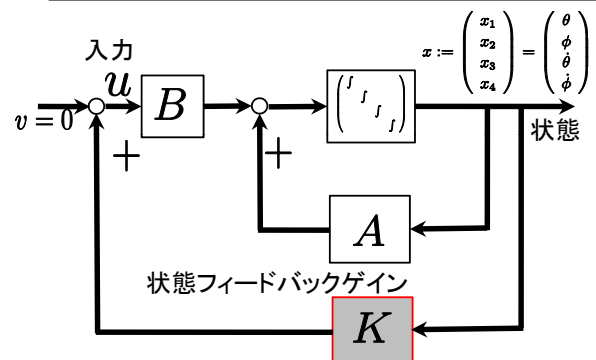 入力
u
v = 0
+
B
+
∫
∫
∫
∫
x := ( x₁ x₂ x₃ x₄ ) = ( θ φ θ̇ φ̇ )
状態
A
状態フィードバックゲイン
K